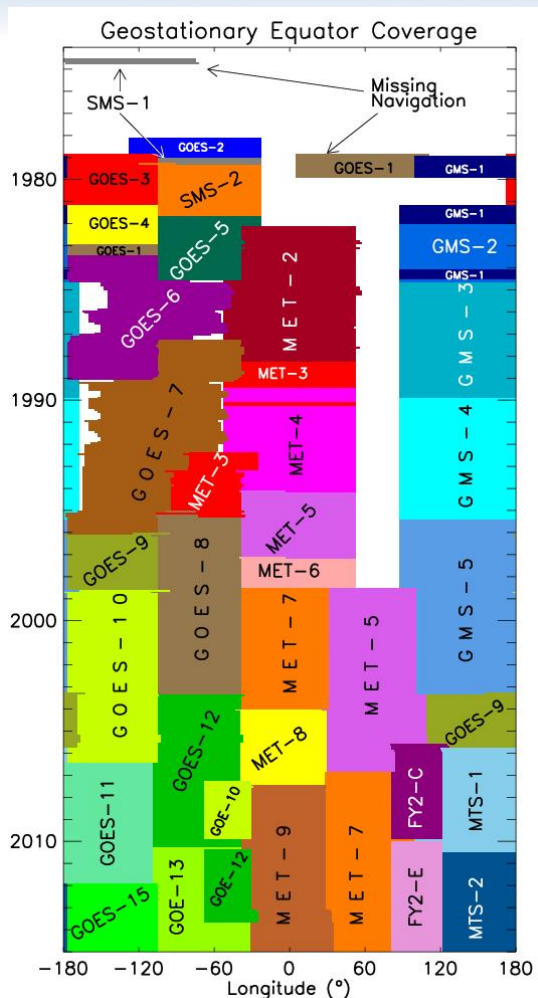 Geostationary Equator Coverage
SMS-1
Missing
Navigation
GOES-2
GOES-3
SMS-2
GOES-1
GMS-1
1980
GOES-4
GOES-5
GMS-1
GMS-2
GOES-1
GMS-1
GOES-6
MET-2
GMS-3
MET-3
1990
GOES-7
MET-3
MET-4
GMS-4
GOES-9
GOES-8
MET-5
MET-6
GMS-5
2000
GOES-10
MET-7
MET-5
GOES-12
MET-8
GOES-9
GOES-11
GOE-10
MET-9
MET-7
FY2-C
MTS-1
2010
GOES-15
GOE-13
GOE-12
FY2-E
MTS-2
-180 -120 -60 0 60 120 180
Longitude (°)